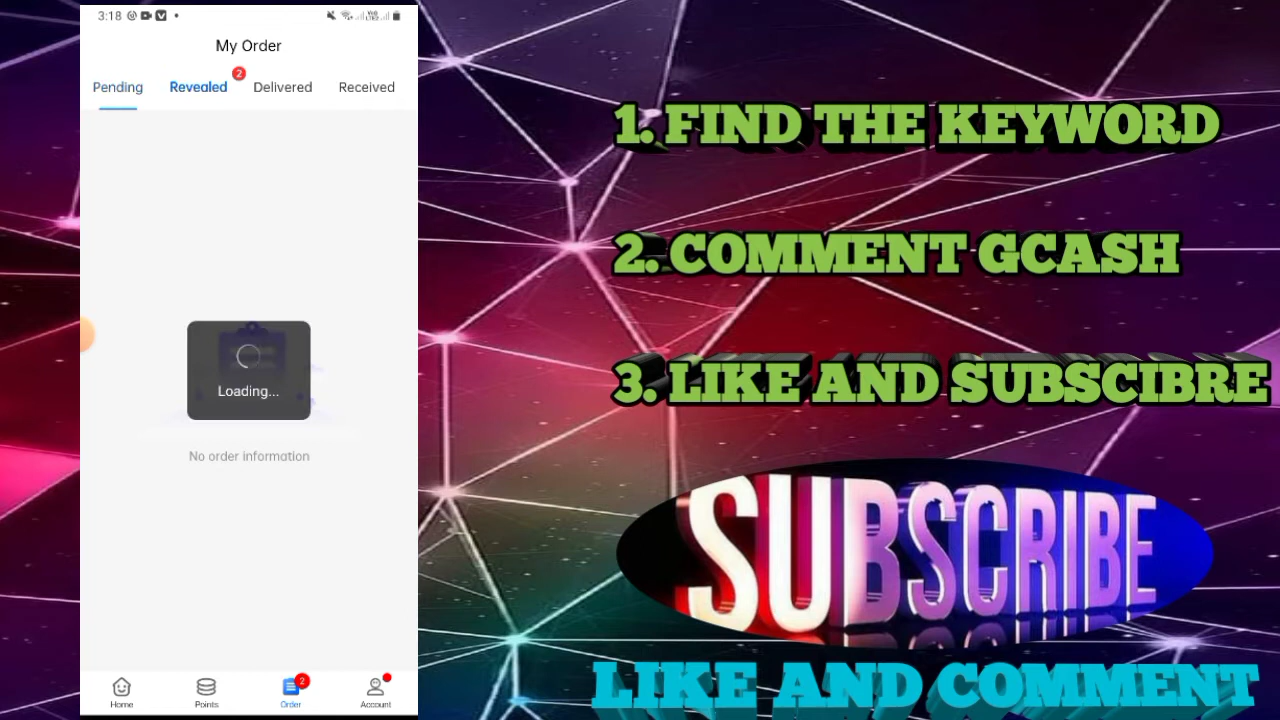 3:18
My Order
Pending
Revealed
2
Delivered
Received
Loading...
No order information
Home
Points
2
Order
Account
1. FIND THE KEYWORD
2. COMMENT GCASH
3. LIKE AND SUBSCIBRE
SUBSCRIBE
LIKE AND COMMENT